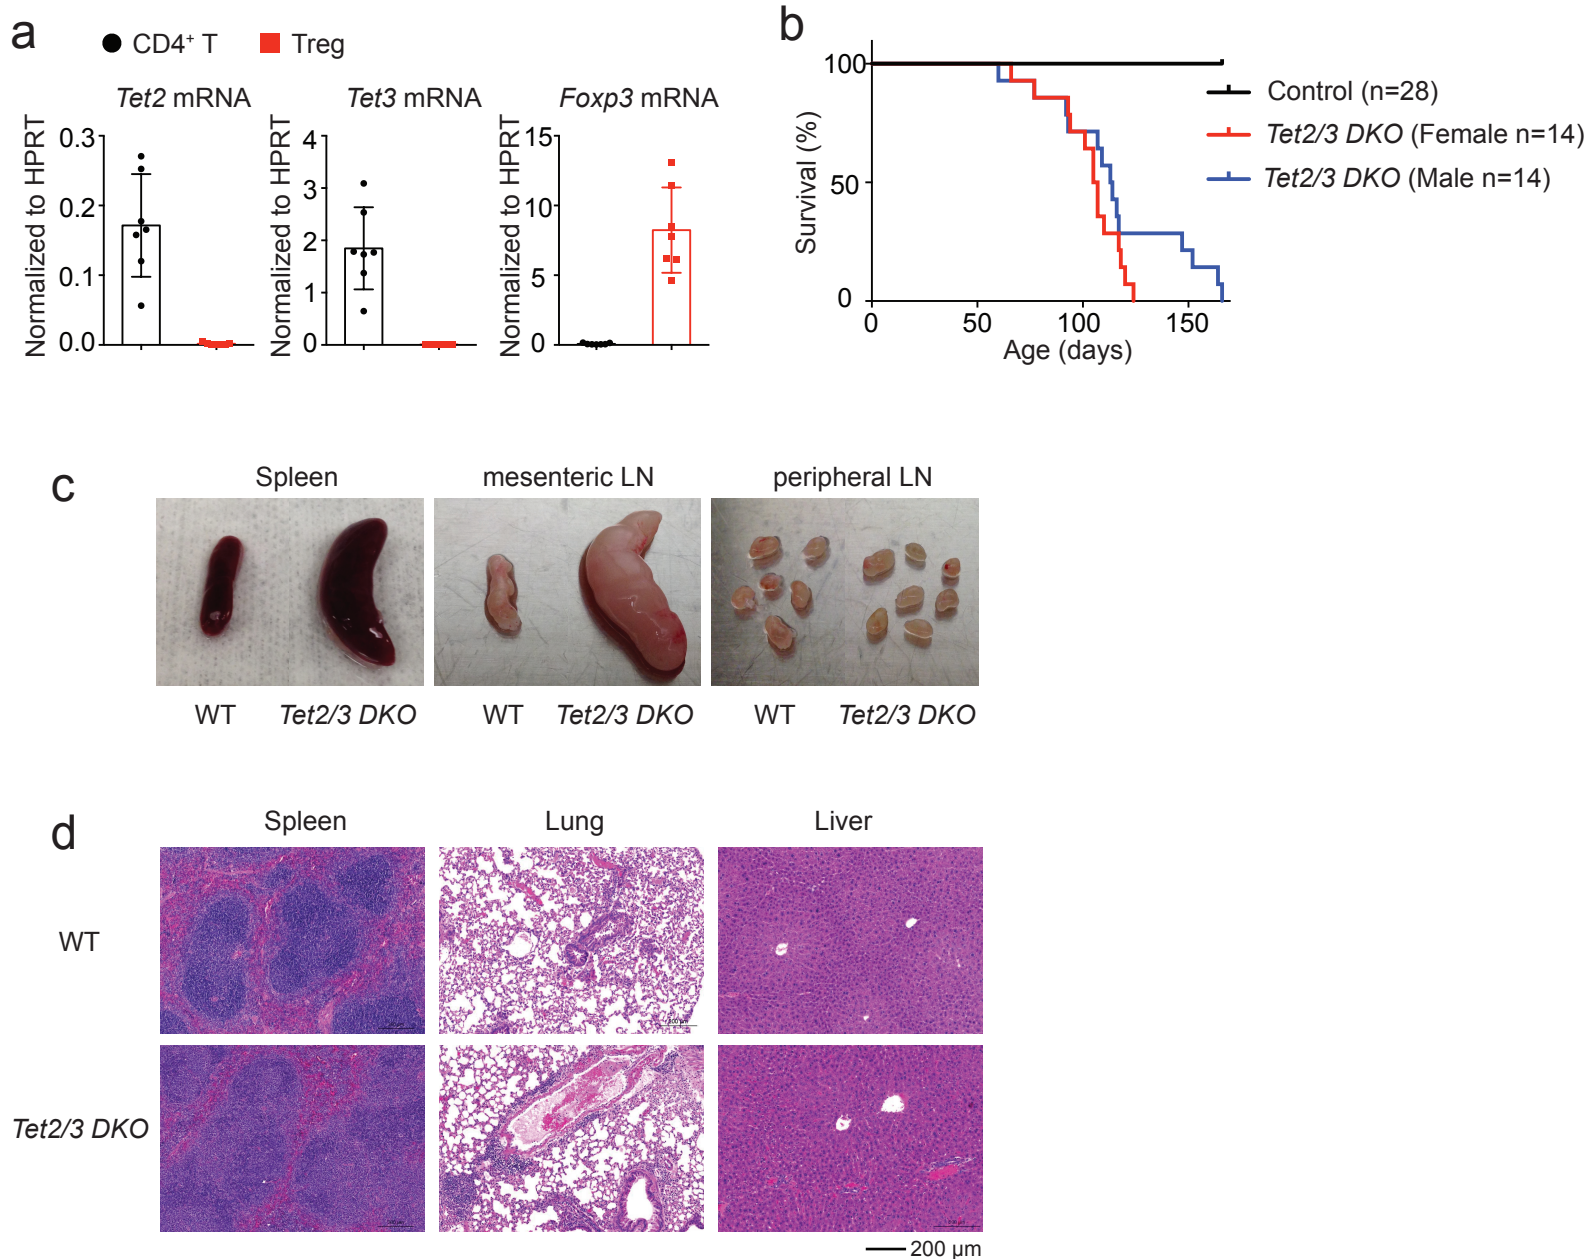 a
CD4⁺ T
Treg
Tet2 mRNA
Tet3 mRNA
Foxp3 mRNA
Normalized to HPRT
0.3
0.2
0.1
0.0
Normalized to HPRT
4
3
2
1
0
Normalized to HPRT
15
10
5
0
b
Survival (%)
100
50
0
0
50
100
150
Age (days)
Control (n=28)
Tet2/3 DKO (Female n=14)
Tet2/3 DKO (Male n=14)
c
Spleen
mesenteric LN
peripheral LN
WT
Tet2/3 DKO
WT
Tet2/3 DKO
WT
Tet2/3 DKO
d
Spleen
Lung
Liver
WT
Tet2/3 DKO
200 µm